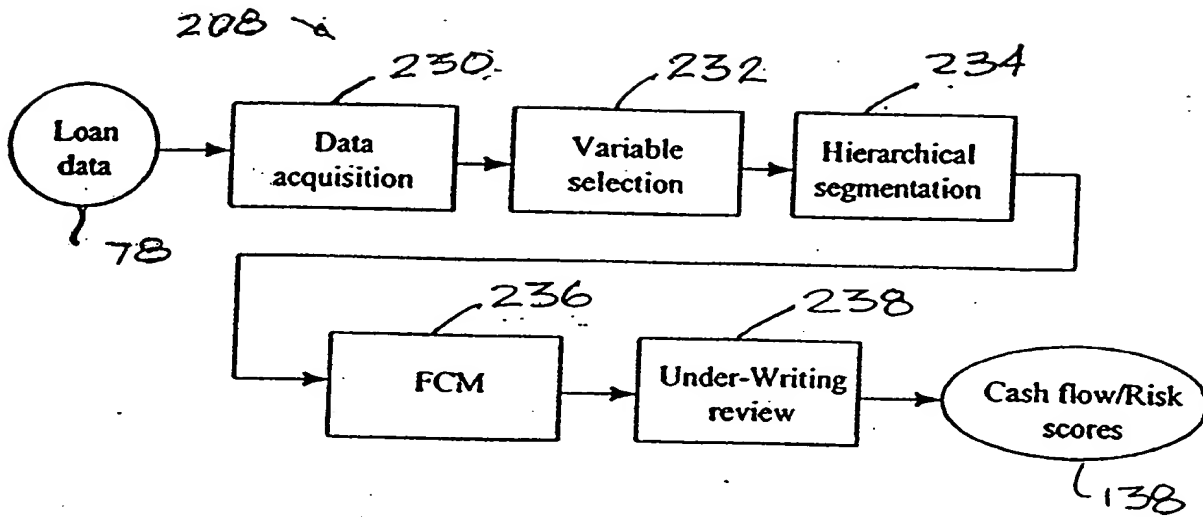 208
230
232
234
Loan
data
Data
acquisition
Variable
selection
Hierarchical
segmentation
78
236
238
FCM
Under-Writing
review
Cash flow/Risk
scores
138